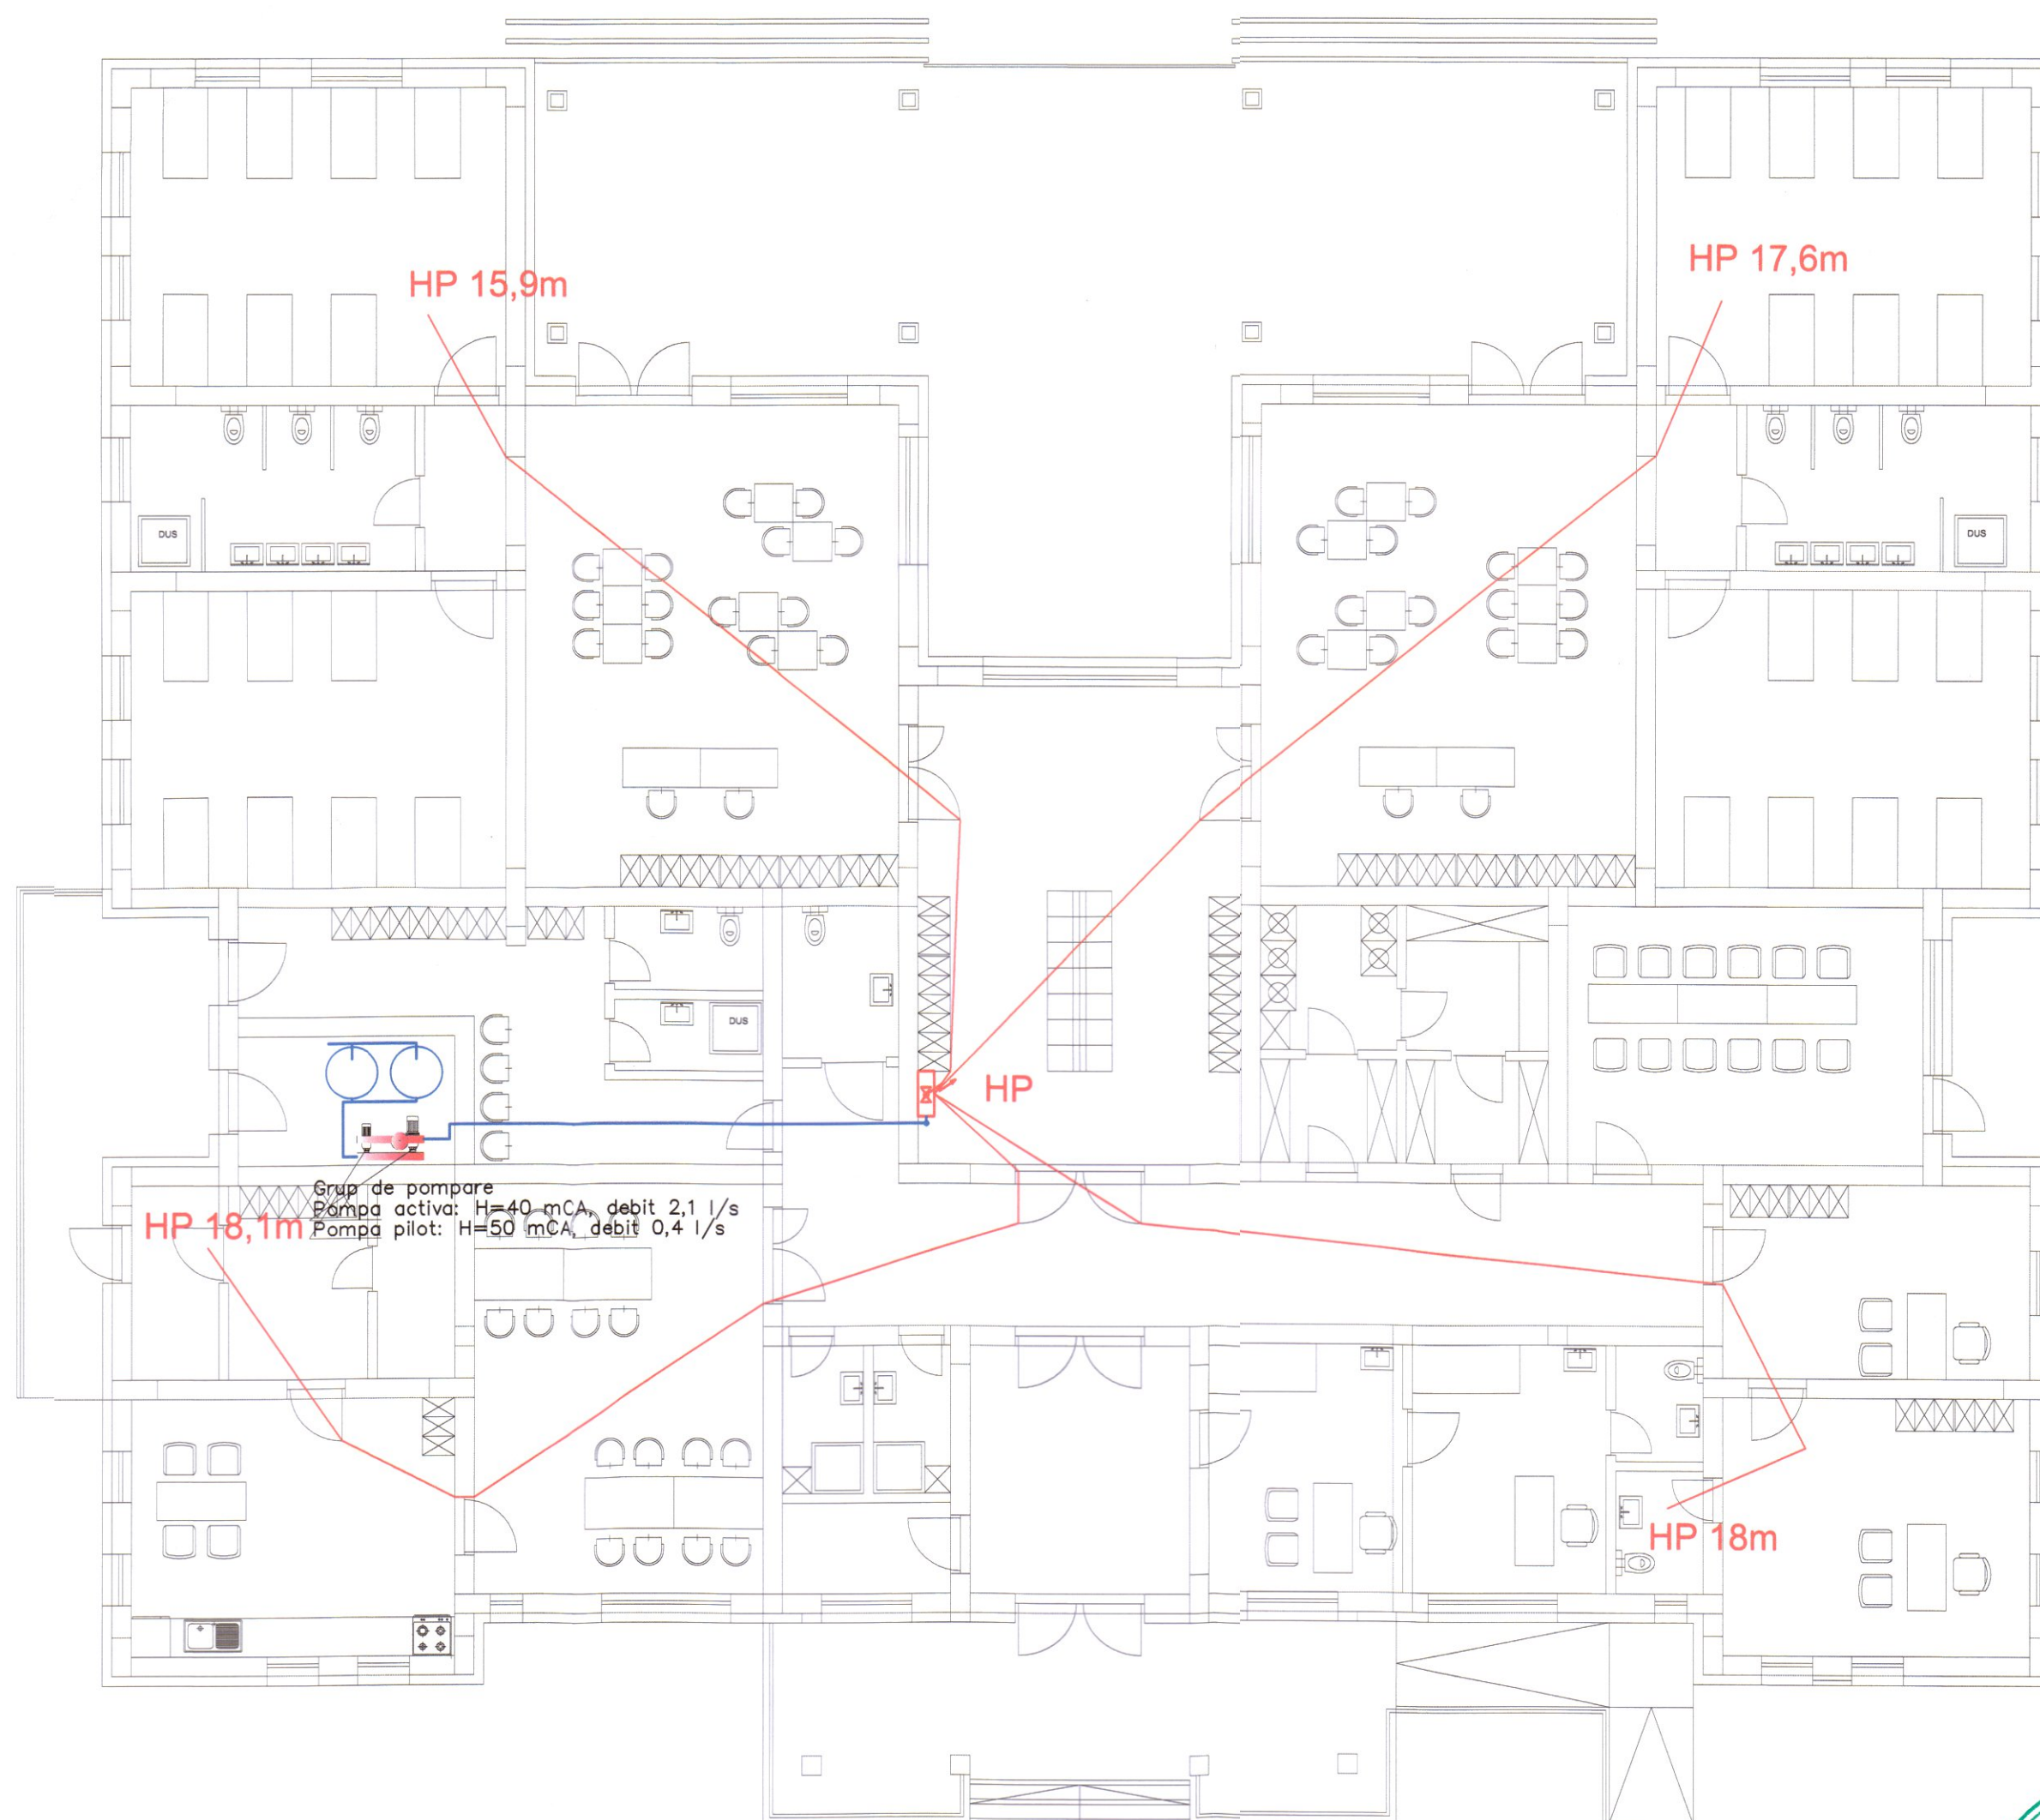 HP 17,6m
HP 15,9m
DUS
DUS
DUS
HP
Grup de pompare
Pompa activa: H=40 mCA, debit 2,1 l/s
Pompa pilot: H=50 mCA, debit 0,4 l/s
HP 18,1m
HP 18m